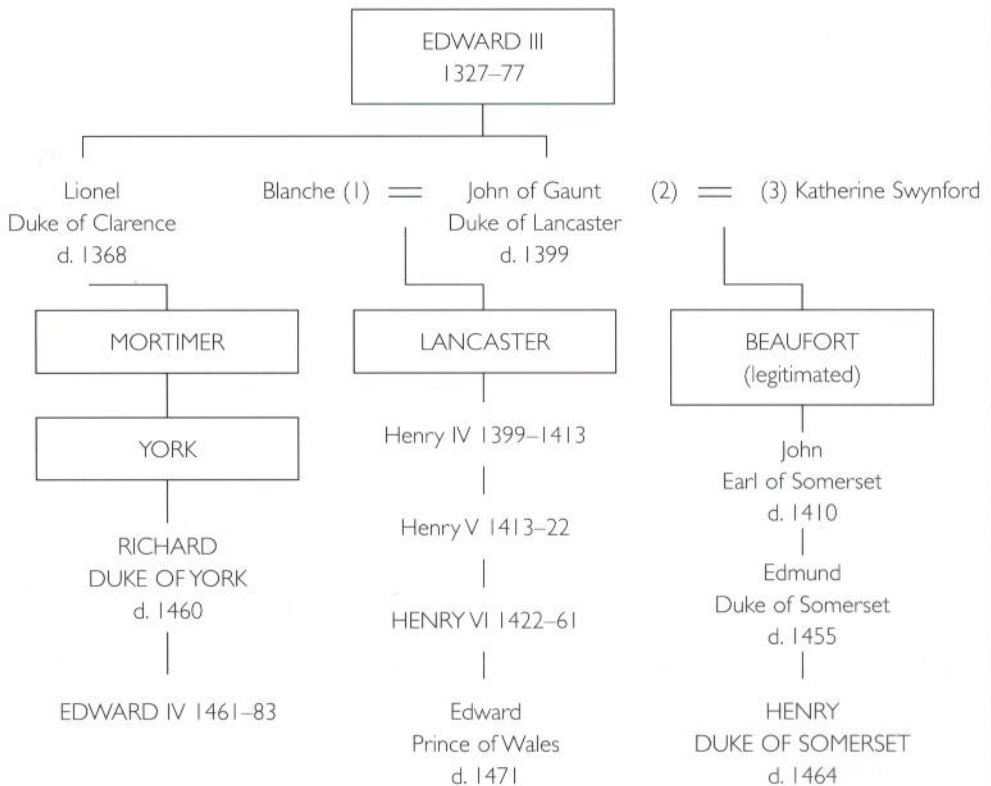 EDWARD III
1327–77
Lionel
Duke of Clarence
d. 1368
Blanche (1)
John of Gaunt
Duke of Lancaster
d. 1399
(2)
(3) Katherine Swynford
MORTIMER
LANCASTER
BEAUFORT
(legitimated)
YORK
Henry IV 1399–1413
John
Earl of Somerset
d. 1410
RICHARD
DUKE OF YORK
d. 1460
Henry V 1413–22
Edmund
Duke of Somerset
d. 1455
HENRY VI 1422–61
EDWARD IV 1461–83
Edward
Prince of Wales
d. 1471
HENRY
DUKE OF SOMERSET
d. 1464